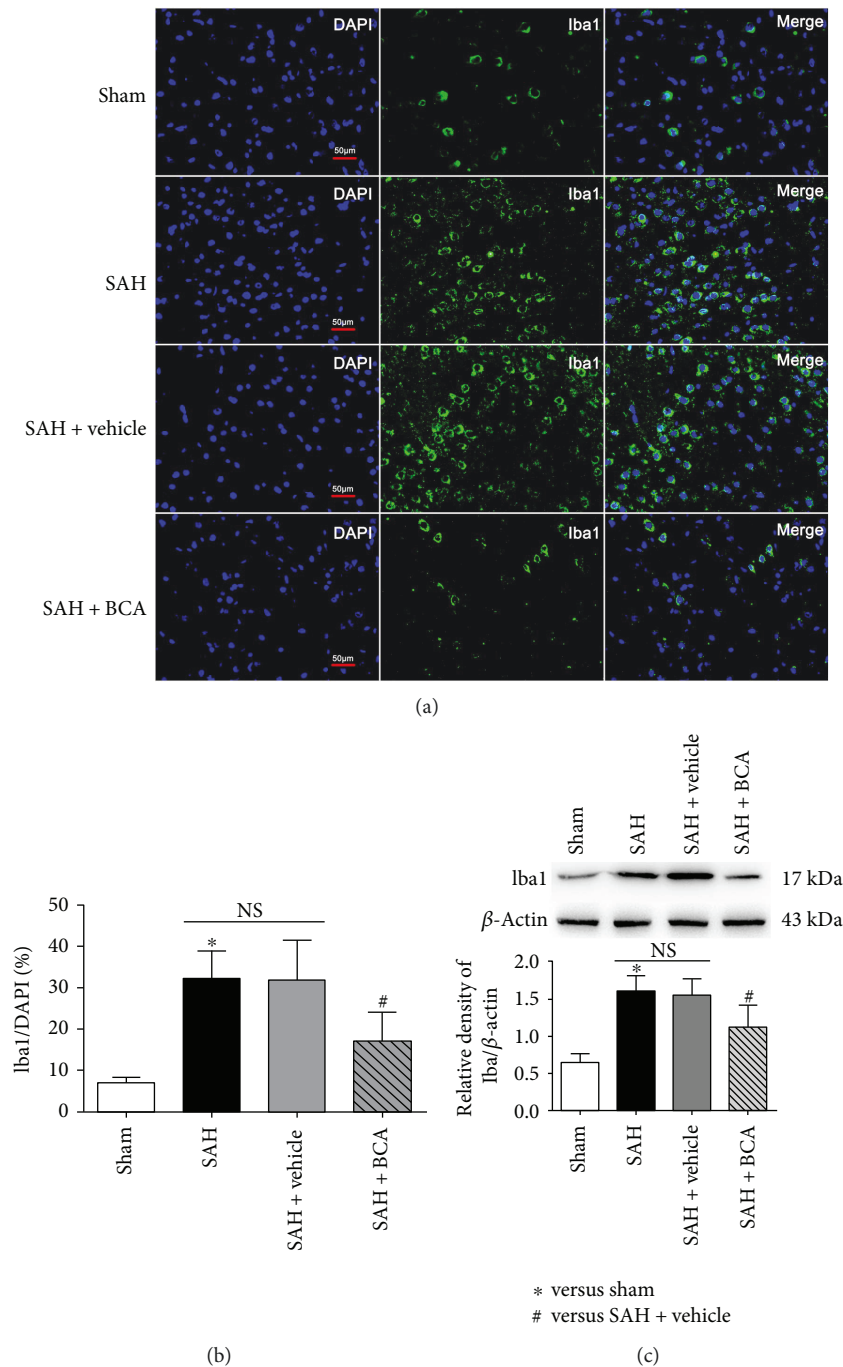 DAPI Iba1 Merge
Sham
50μm
DAPI Iba1 Merge
SAH
50μm
DAPI Iba1 Merge
SAH + vehicle
50μm
DAPI Iba1 Merge
SAH + BCA
50μm
(a)
Iba1/DAPI (%)
50
40
30
20
10
0
NS
*
#
Sham
SAH
SAH + vehicle
SAH + BCA
(b)
Sham
SAH
SAH + vehicle
SAH + BCA
Iba1 17 kDa
β-Actin 43 kDa
Relative density of
Iba/β-actin
2.0
1.5
1.0
0.5
0.0
NS
*
#
Sham
SAH
SAH + vehicle
SAH + BCA
* versus sham
# versus SAH + vehicle
(c)